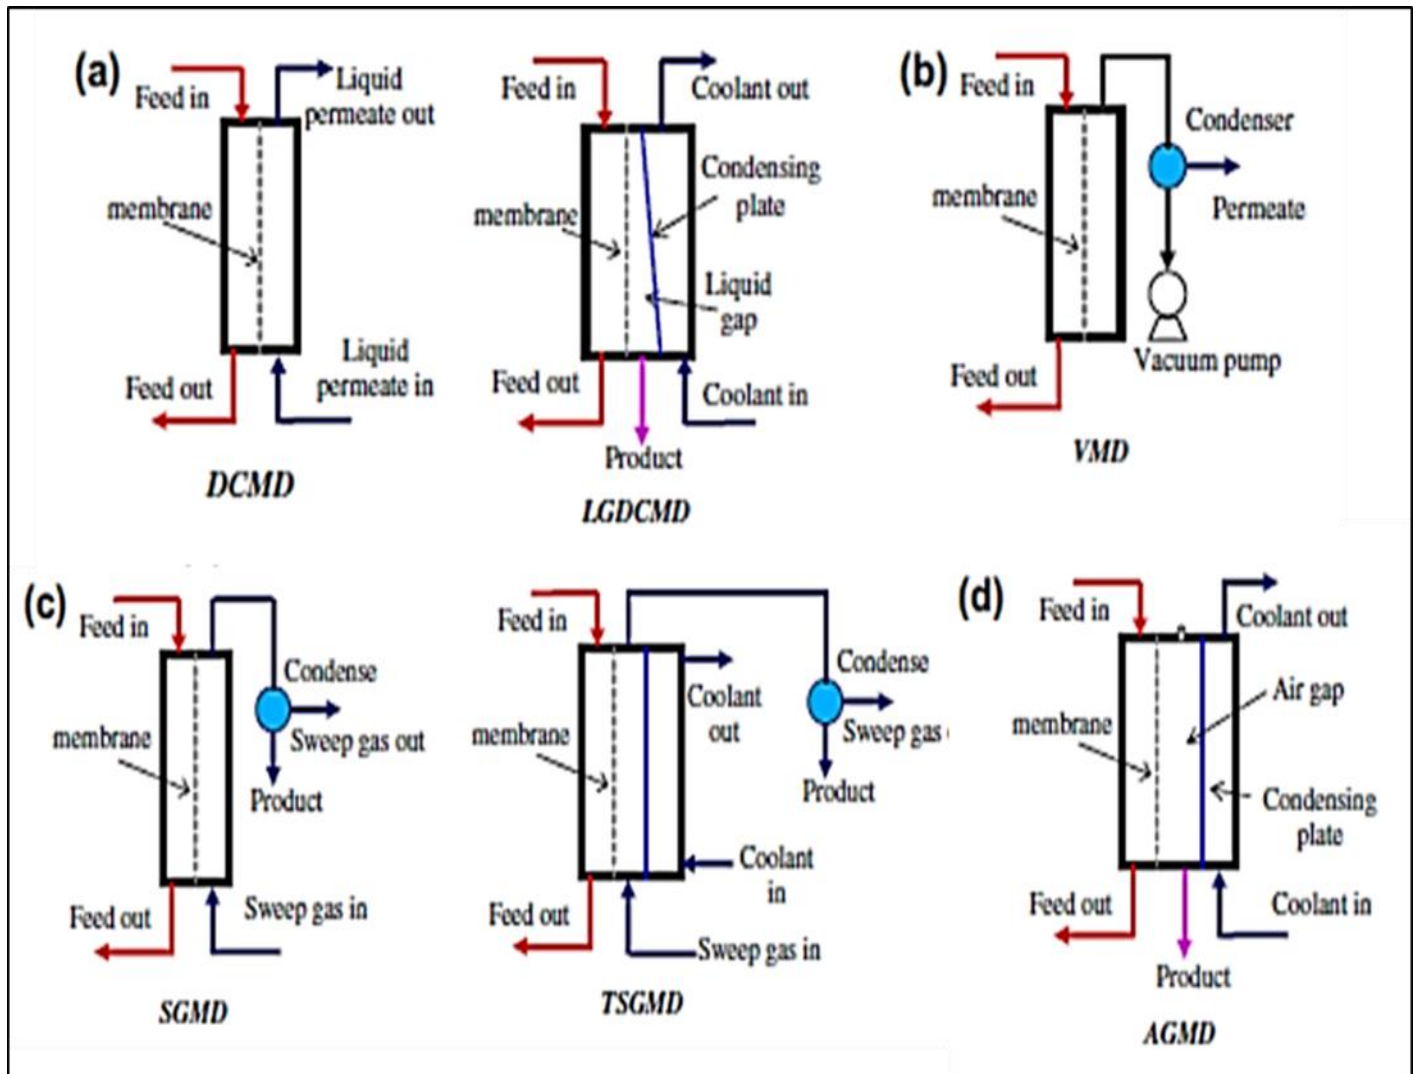 (a)
Feed in
Liquid
permeate out
membrane
Liquid
permeate in
Feed out
DCMD
Feed in
Coolant out
Condensing
plate
membrane
Liquid
gap
Feed out
Coolant in
Product
LGDCMD
(b)
Feed in
Condenser
membrane
Permeate
Vacuum pump
Feed out
VMD
(c)
Feed in
Condense
membrane
Sweep gas out
Product
Feed out
Sweep gas in
SGMD
Feed in
Condense
Coolant
out
membrane
Sweep gas
Product
Coolant
in
Feed out
Sweep gas in
TSGMD
(d)
Feed in
Coolant out
Air gap
membrane
Condensing
plate
Feed out
Coolant in
Product
AGMD